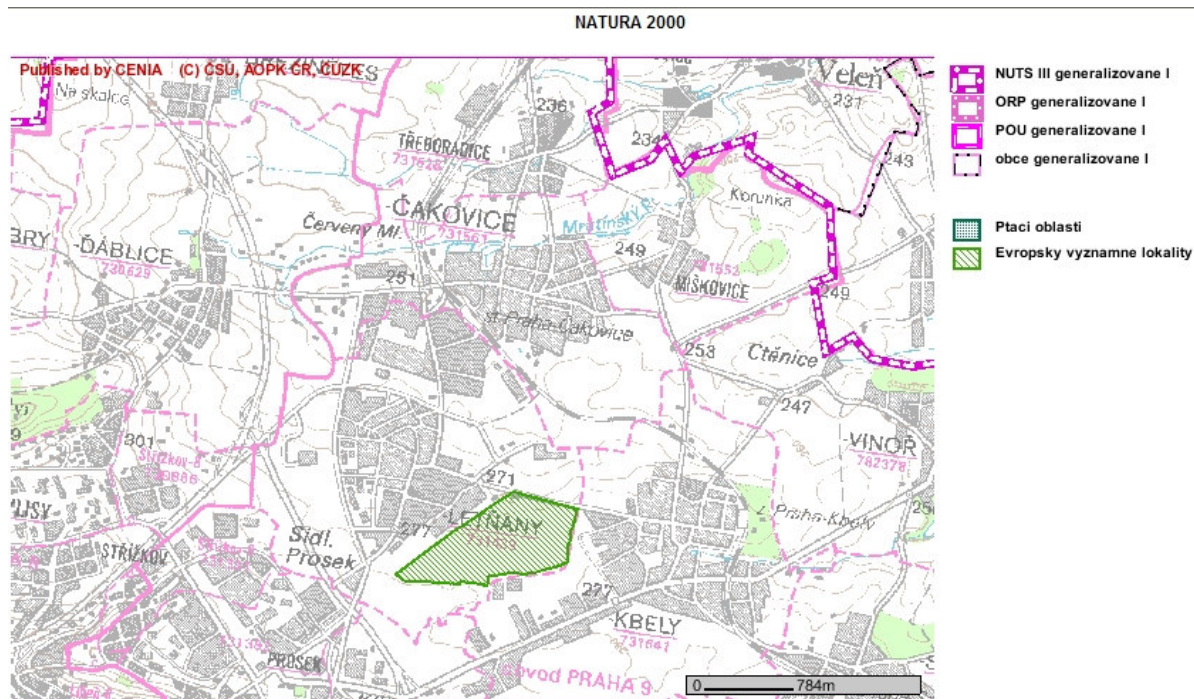 NATURA 2000
Published by CENIA (C) ČSÚ, AOPK ČR, ČÚZK
NUTS III generalizovane I
ORP generalizovane I
POU generalizovane I
obce generalizovane I
Ptaci oblasti
Evropsky vyznamne lokality
Na skalce
236
Veleň
231
TŘEBORADICE
731628
234
243
-ČAKOVICE
731561
Červený Ml.
Mratínský p.
Korunka
BRY
-ĎÁBLICE
730629
249
251
MIŠKOVICE
249
st. Praha-Čakovice
253
Ctěnice
247
301
-VINOŘ
782378
271
-LETŇANY
277
Sídl.
Prosek
z. Praha-Kbely
STŘÍŽKOV
277
-KBELY
731641
PROSEK
obvod PRAHA 9
0 784m